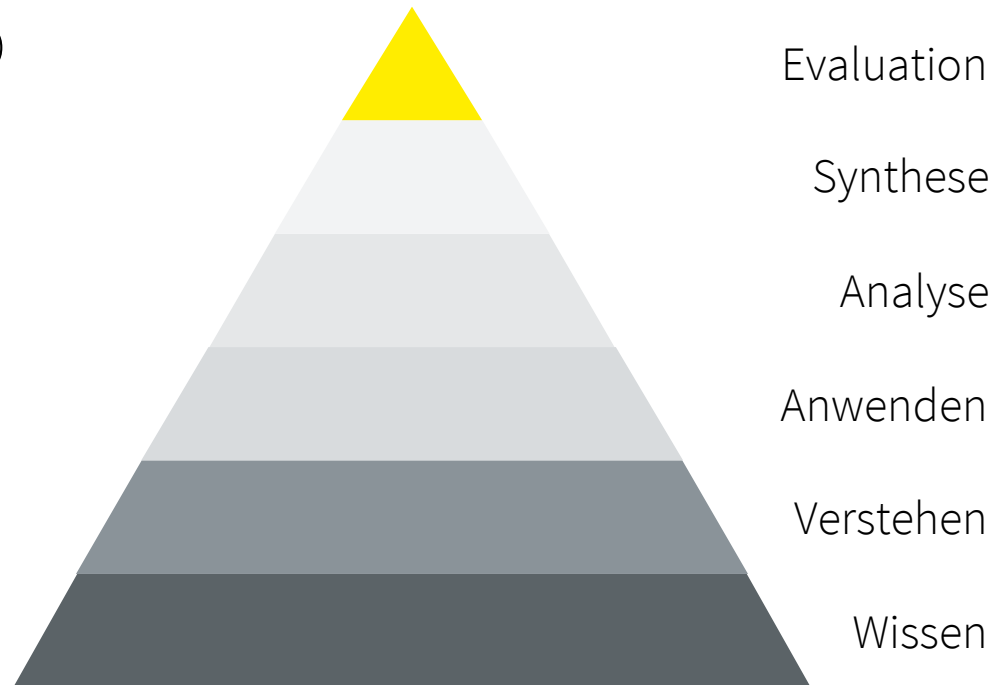 )
Evaluation
Synthese
Analyse
Anwenden
Verstehen
Wissen